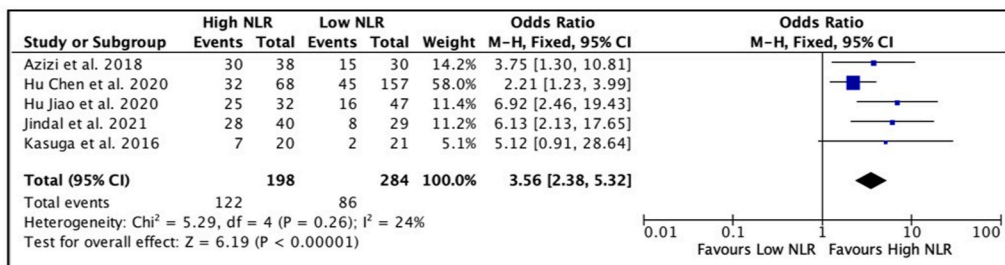 High NLR Low NLR Odds Ratio Odds Ratio
Study or Subgroup Events Total Events Total Weight M-H, Fixed, 95% CI M-H, Fixed, 95% CI
Azizi et al. 2018 30 38 15 30 14.2% 3.75 [1.30, 10.81]
Hu Chen et al. 2020 32 68 45 157 58.0% 2.21 [1.23, 3.99]
Hu Jiao et al. 2020 25 32 16 47 11.4% 6.92 [2.46, 19.43]
Jindal et al. 2021 28 40 8 29 11.2% 6.13 [2.13, 17.65]
Kasuga et al. 2016 7 20 2 21 5.1% 5.12 [0.91, 28.64]
Total (95% CI) 198 284 100.0% 3.56 [2.38, 5.32]
Total events 122 86
Heterogeneity: Chi² = 5.29, df = 4 (P = 0.26); I² = 24%
Test for overall effect: Z = 6.19 (P < 0.00001)
0.01 0.1 1 10 100
Favours Low NLR Favours High NLR